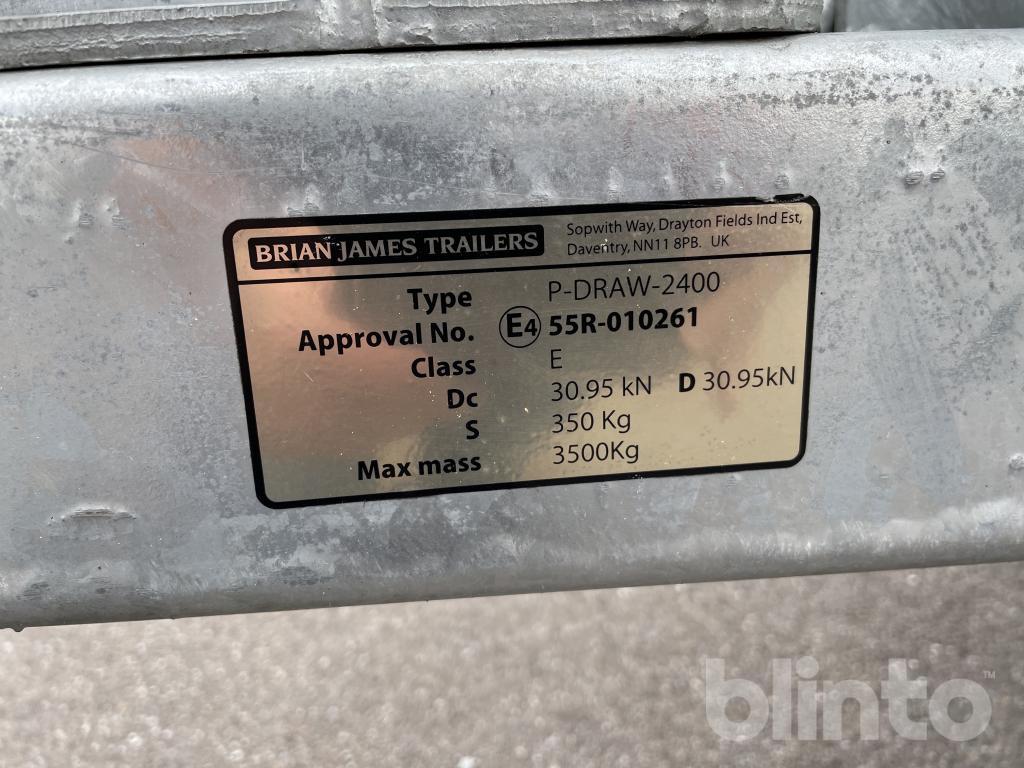 BRIAN JAMES TRAILERS
Sopwith Way, Drayton Fields Ind Est,
Daventry, NN11 8PB. UK
Type P-DRAW-2400
Approval No. E4 55R-010261
Class E
Dc 30.95 kN D 30.95kN
S 350 Kg
Max mass 3500Kg
blinto™